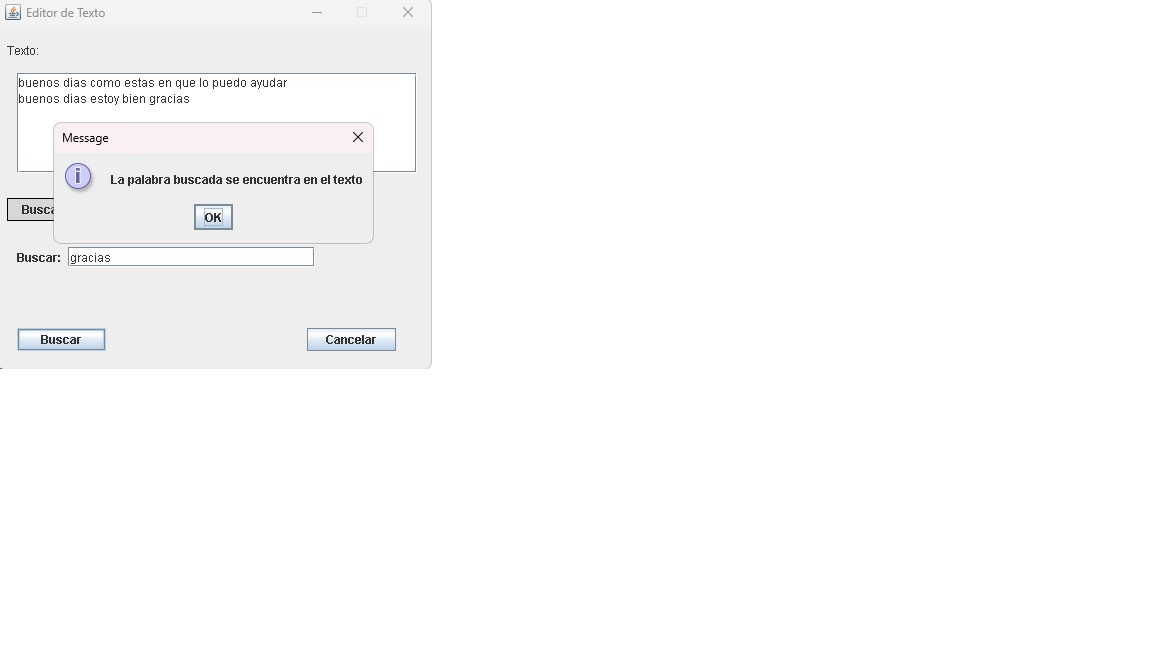 Editor de Texto
Texto:
buenos dias como estas en que lo puedo ayudar
buenos dias estoy bien gracias
Message
La palabra buscada se encuentra en el texto
OK
Buscar: gracias
Buscar
Cancelar